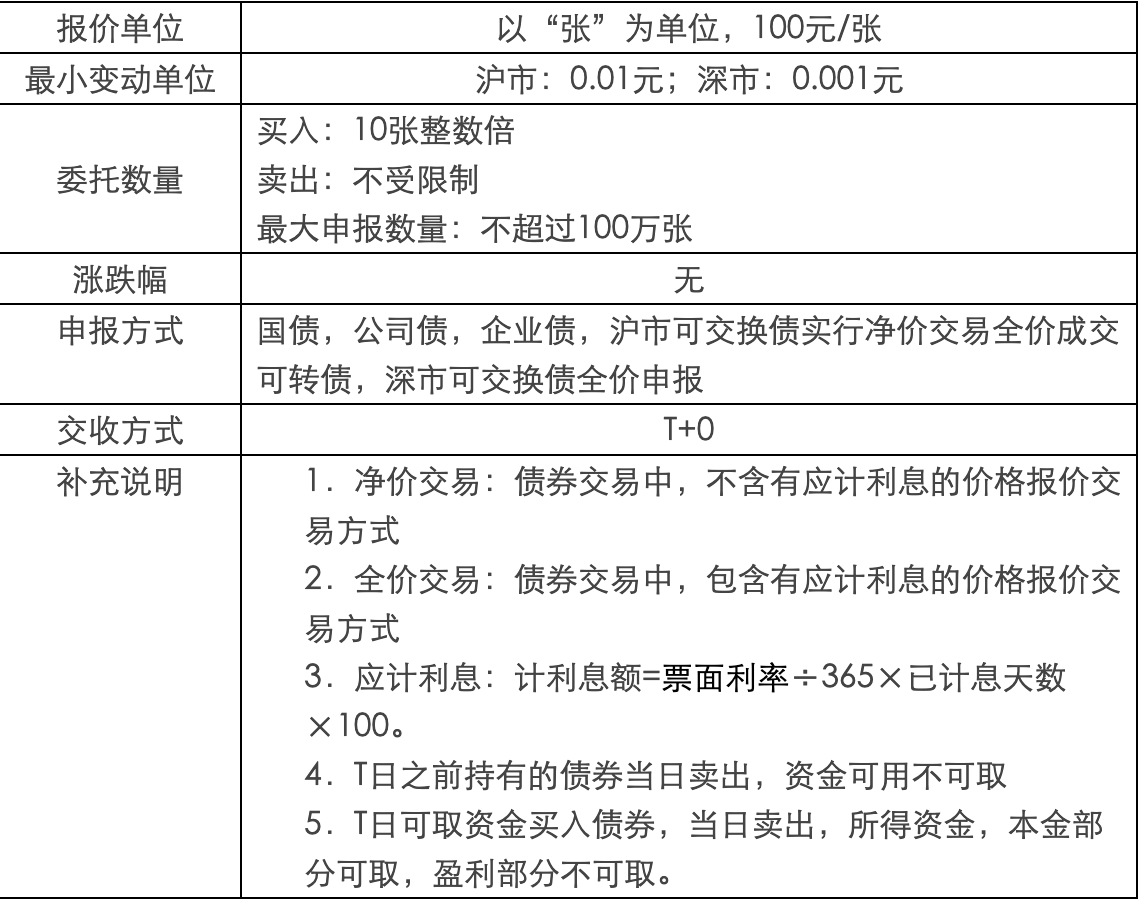 报价单位
以“张”为单位，100元/张
最小变动单位
沪市：0.01元；深市：0.001元
委托数量
买入：10张整数倍
卖出：不受限制
最大申报数量：不超过100万张
涨跌幅
无
申报方式
国债，公司债，企业债，沪市可交换债实行净价交易全价成交
可转债，深市可交换债全价申报
交收方式
T+0
补充说明
1．净价交易：债券交易中，不含有应计利息的价格报价交
易方式
2．全价交易：债券交易中，包含有应计利息的价格报价交
易方式
3．应计利息：计利息额=票面利率÷365×已计息天数
×100。
4．T日之前持有的债券当日卖出，资金可用不可取
5．T日可取资金买入债券，当日卖出，所得资金，本金部
分可取，盈利部分不可取。